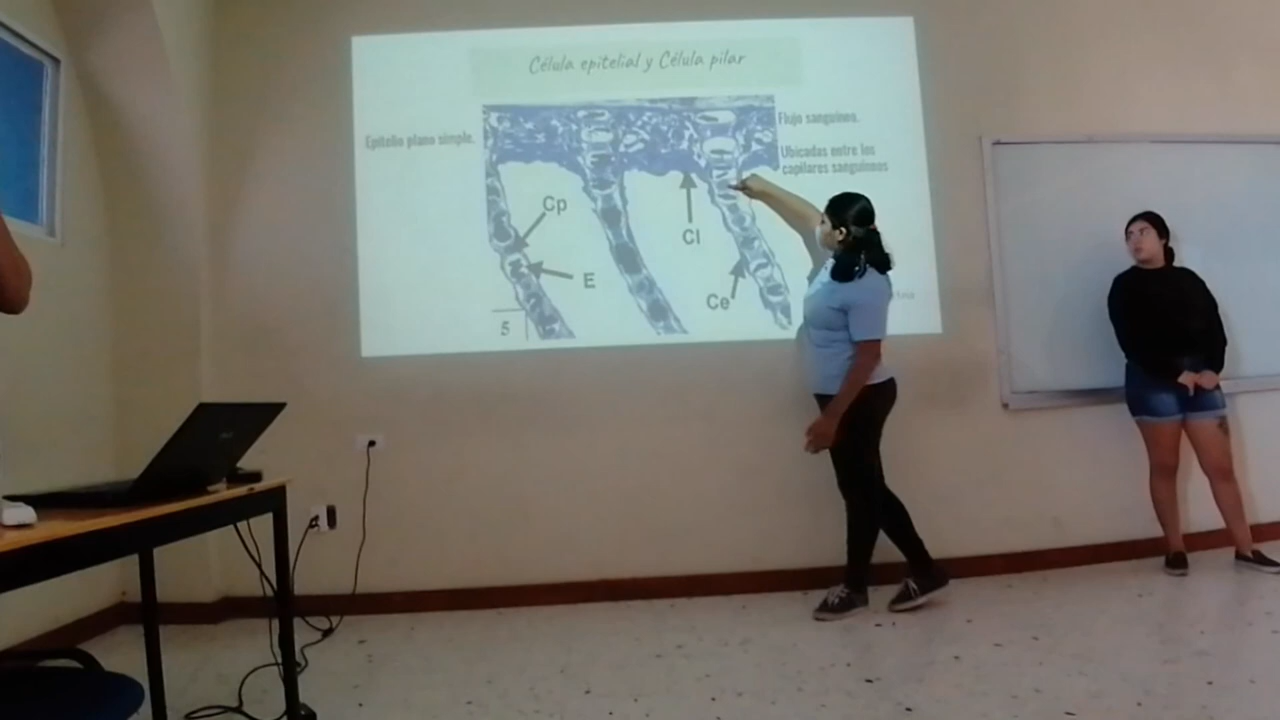 Célula epitelial y Célula pilar
Epitelio plano simple.
Flujo sanguíneo.
Ubicadas entre los
capilares sanguíneos
Cp
E
Cl
Ce
5